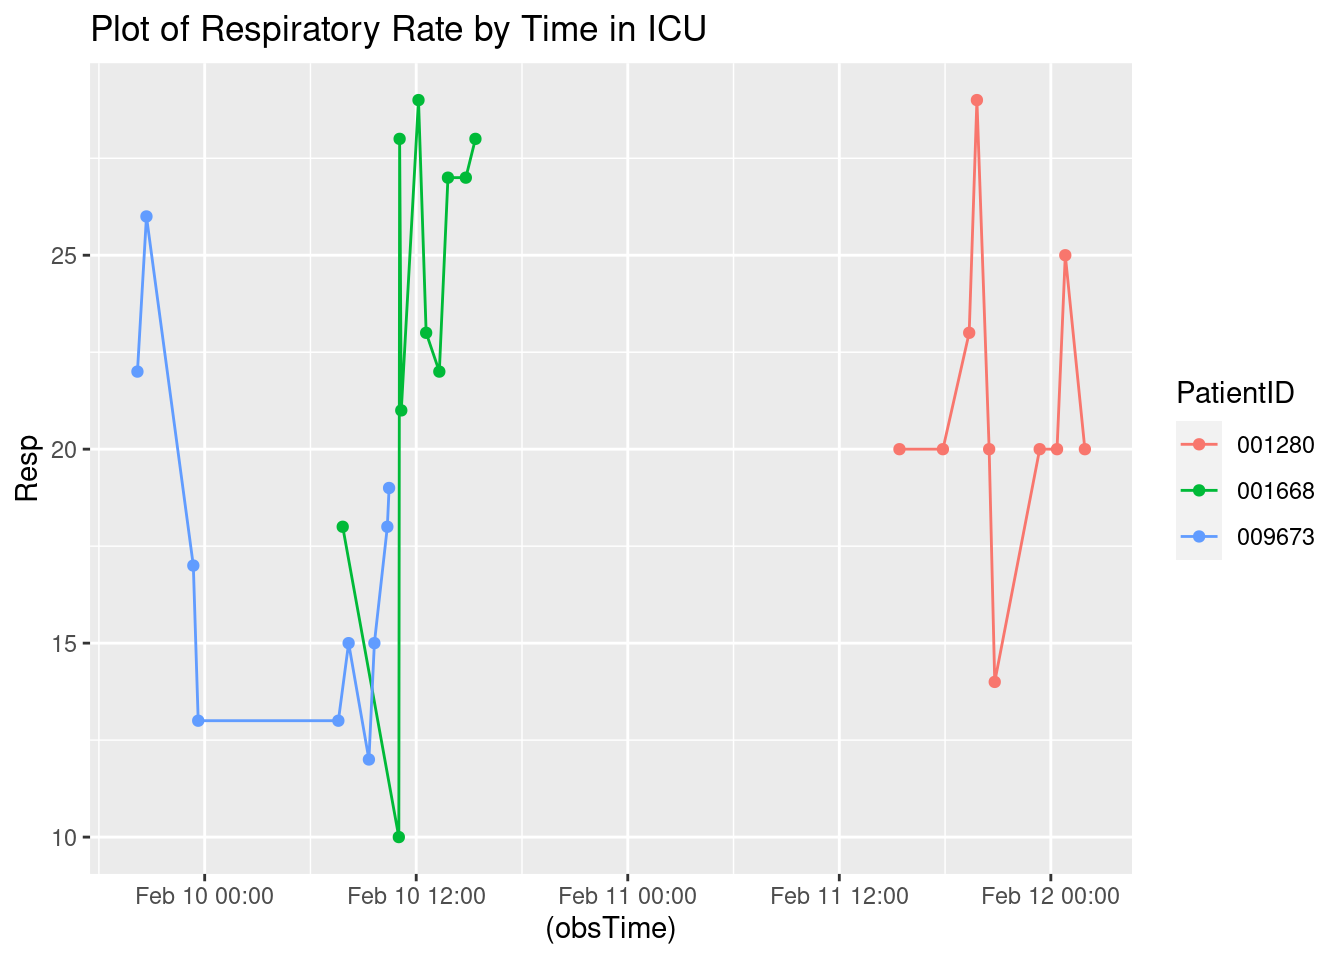 Plot of Respiratory Rate by Time in ICU
Resp
25
20
15
10
Feb 10 00:00
Feb 10 12:00
Feb 11 00:00
Feb 11 12:00
Feb 12 00:00
(obsTime)
PatientID
001280
001668
009673